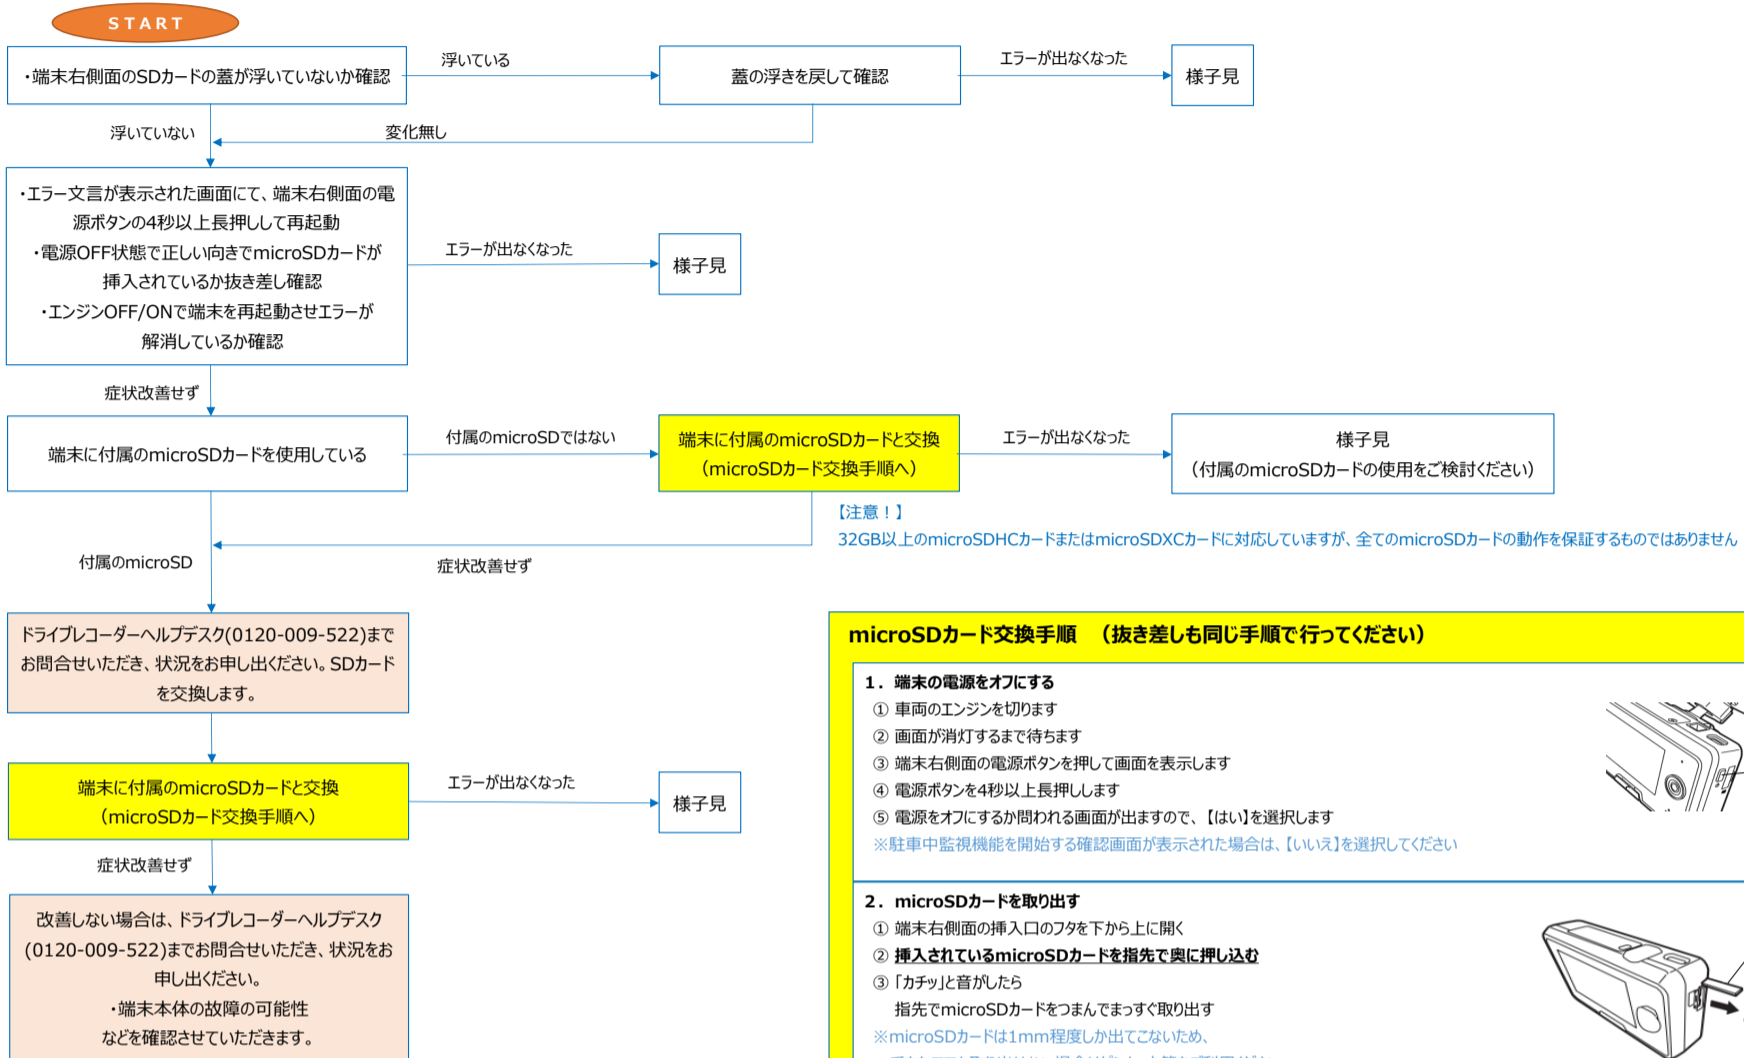 START
・端末右側面のSDカードの蓋が浮いていないか確認
浮いている
蓋の浮きを戻して確認
エラーが出なくなった
様子見
浮いていない
変化無し
・エラー文言が表示された画面にて、端末右側面の電
源ボタンの4秒以上長押しして再起動
・電源OFF状態で正しい向きでmicroSDカードが
挿入されているか抜き差し確認
・エンジンOFF/ONで端末を再起動させエラーが
解消しているか確認
エラーが出なくなった
様子見
症状改善せず
端末に付属のmicroSDカードを使用している
付属のmicroSDではない
端末に付属のmicroSDカードと交換
（microSDカード交換手順へ）
エラーが出なくなった
様子見
（付属のmicroSDカードの使用をご検討ください）
【注意！】
32GB以上のmicroSDHCカードまたはmicroSDXCカードに対応していますが、全てのmicroSDカードの動作を保証するものではありません
付属のmicroSD
症状改善せず
ドライブレコーダーヘルプデスク(0120-009-522)まで
お問合せいただき、状況をお申し出ください。SDカード
を交換します。
端末に付属のmicroSDカードと交換
（microSDカード交換手順へ）
エラーが出なくなった
様子見
症状改善せず
改善しない場合は、ドライブレコーダーヘルプデスク
(0120-009-522)までお問合せいただき、状況をお
申し出ください。
・端末本体の故障の可能性
などを確認させていただきます。
microSDカード交換手順　（抜き差しも同じ手順で行ってください）
1．端末の電源をオフにする
① 車両のエンジンを切ります
② 画面が消灯するまで待ちます
③ 端末右側面の電源ボタンを押して画面を表示します
④ 電源ボタンを4秒以上長押しします
⑤ 電源をオフにするか問われる画面が出ますので、【はい】を選択します
※駐車中監視機能を開始する確認画面が表示された場合は、【いいえ】を選択してください
2．microSDカードを取り出す
① 端末右側面の挿入口のフタを下から上に開く
② 挿入されているmicroSDカードを指先で奥に押し込む
③ 「カチッ」と音がしたら
指先でmicroSDカードをつまんでまっすぐ取り出す
※microSDカードは1mm程度しか出てこないため、